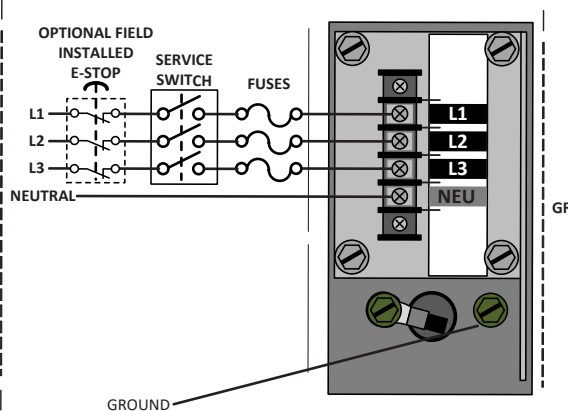 OPTIONAL FIELD
INSTALLED
E-STOP
SERVICE
SWITCH
FUSES
L1
L2
L3
NEUTRAL
L1
L2
L3
NEU
GROUND